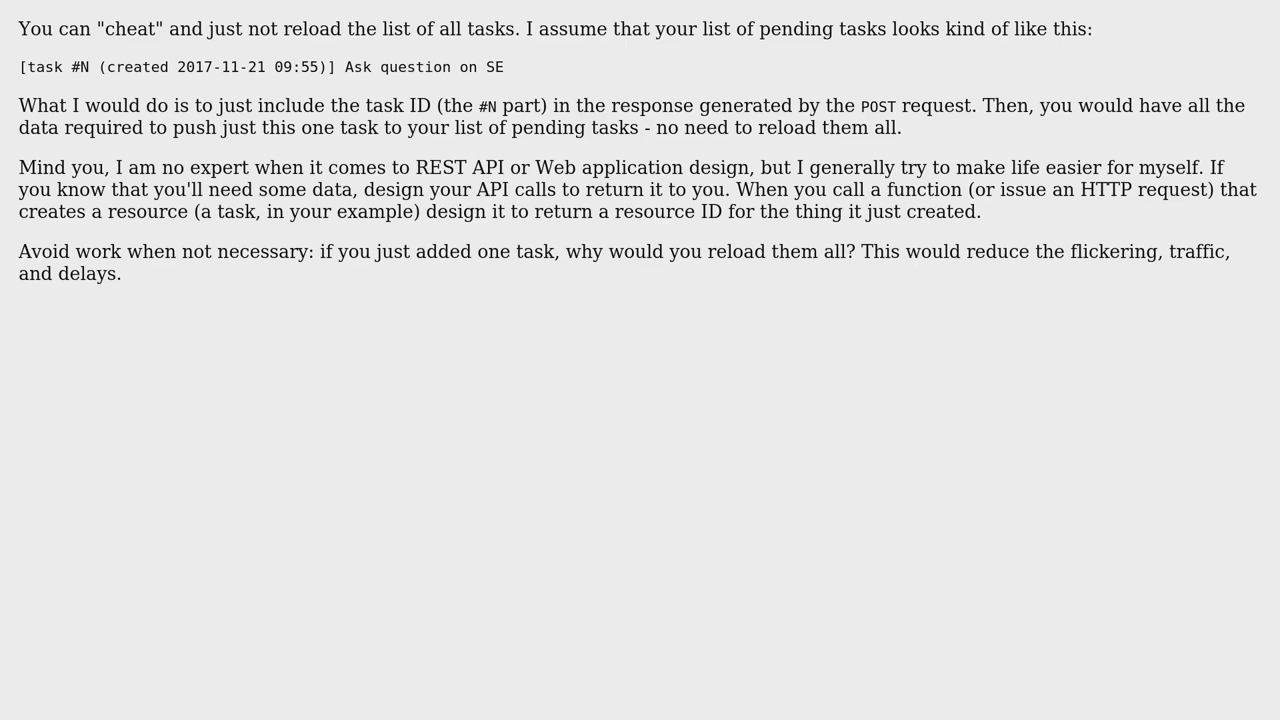 You can "cheat" and just not reload the list of all tasks. I assume that your list of pending tasks looks kind of like this:
[task #N (created 2017-11-21 09:55)] Ask question on SE
What I would do is to just include the task ID (the #N part) in the response generated by the POST request. Then, you would have all the
data required to push just this one task to your list of pending tasks - no need to reload them all.
Mind you, I am no expert when it comes to REST API or Web application design, but I generally try to make life easier for myself. If
you know that you'll need some data, design your API calls to return it to you. When you call a function (or issue an HTTP request) that
creates a resource (a task, in your example) design it to return a resource ID for the thing it just created.
Avoid work when not necessary: if you just added one task, why would you reload them all? This would reduce the flickering, traffic,
and delays.